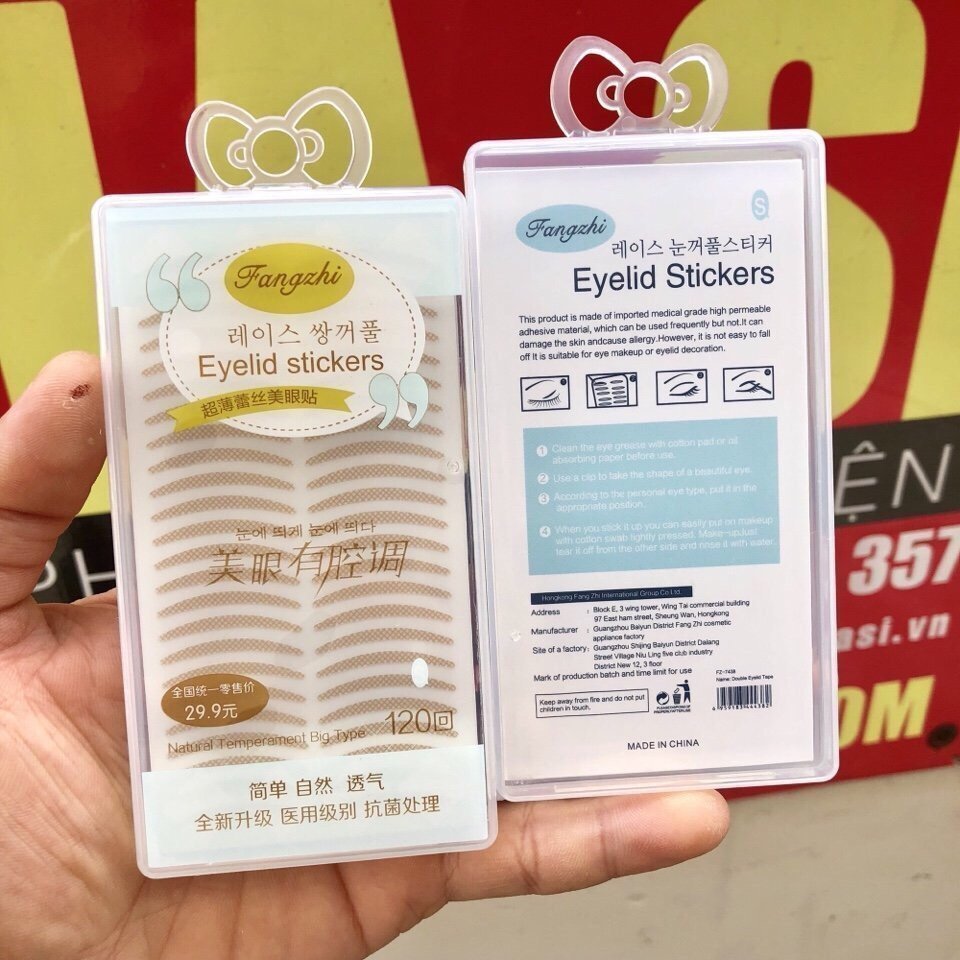 Fangzhi
레이스 쌍꺼풀
Eyelid stickers
超薄蕾丝美眼贴
눈에 띄게 눈에 띄다
美眼有腔调
全国统一零售价
29.9元
120回
Natural Temperament Big Type
简单 自然 透气
全新升级 医用级别 抗菌处理
Fangzhi
S
레이스 눈꺼풀스티커
Eyelid Stickers
This product is made of imported medical grade high permeable
adhesive material, which can be used frequently but not.It can
damage the skin andcause allergy.However, it is not easy to fall
off It is suitable for eye makeup or eyelid decoration.
1 Clean the eye grease with cotton pad or oil
absorbing paper before use.
2 Use a clip to take the shape of a beautiful eye.
3 According to the personal eye type, put it in the
appropriate position.
4 When you stick it up you can easily put on makeup
with cotton swab lightly pressed. Make-upJust
tear it off from the other side and rinse it with water.
Hongkong Fang Zhi International Group Co Ltd.
Address : Block E, 3 wing tower, Wing Tai commercial building
97 East ham street, Sheung Wan, Hongkong
Manufacturer : Guangzhou Baiyun District Fang Zhi cosmetic
appliance factory
Site of a factory: Guangzhou Shijing Baiyun District Dalang
Street Village Niu Ling five club industry
District New 12, 3 floor
Mark of production batch and time limit for use
FZ-7438
Name: Double Eyelid Tape
Keep away from fire and do not put
children in touch.
MADE IN CHINA
PH
ỆN
357
asi.vn
OM.